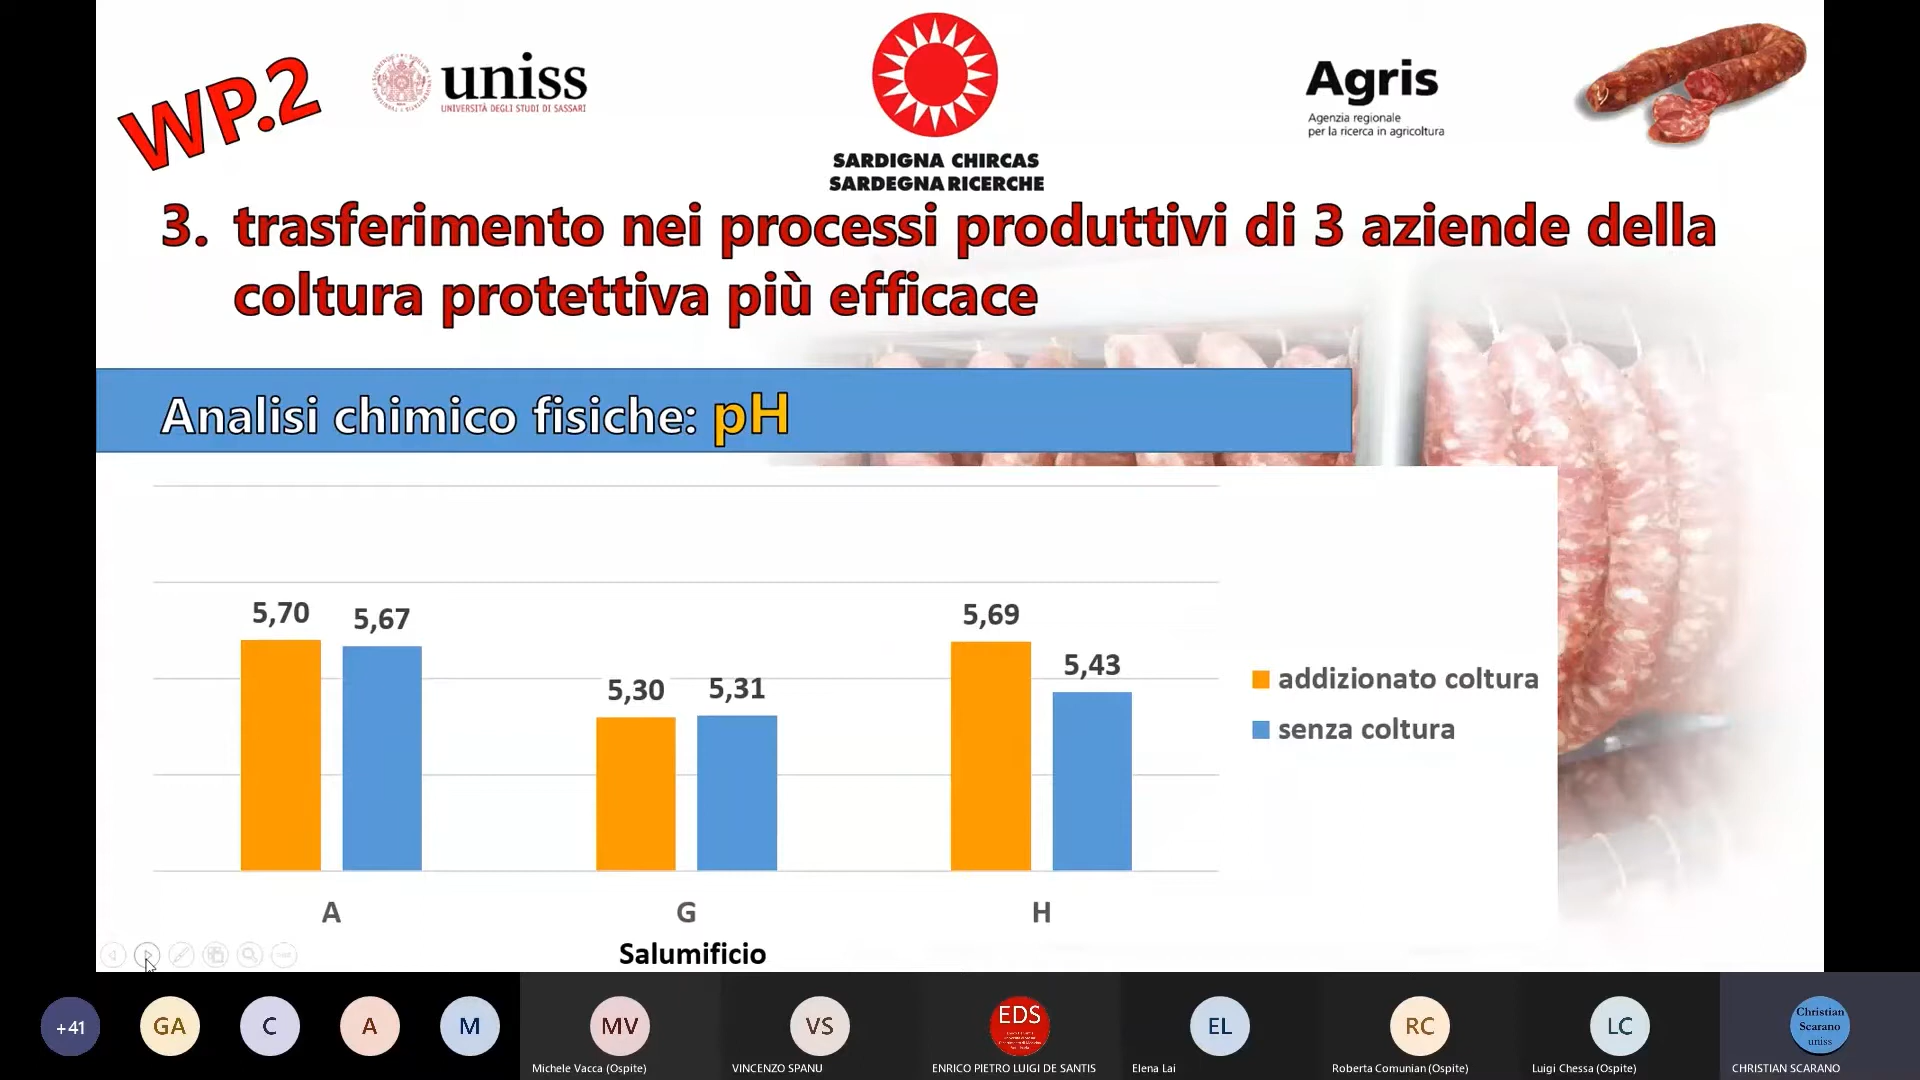 WP.2
uniss
UNIVERSITÀ DEGLI STUDI DI SASSARI
SARDIGNA CHIRCAS
SARDEGNA RICERCHE
Agris
Agenzia regionale
per la ricerca in agricoltura
3. trasferimento nei processi produttivi di 3 aziende della
coltura protettiva più efficace
Analisi chimico fisiche: pH
5,70
5,67
5,30
5,31
5,69
5,43
addizionato coltura
senza coltura
A
G
H
Salumificio
+41
GA
C
A
M
MV
Michele Vacca (Ospite)
VS
VINCENZO SPANU
EDS
ENRICO PIETRO LUIGI DE SANTIS
EL
Elena Lai
RC
Roberta Comunian (Ospite)
LC
Luigi Chessa (Ospite)
Christian
Scarano
uniss
CHRISTIAN SCARANO